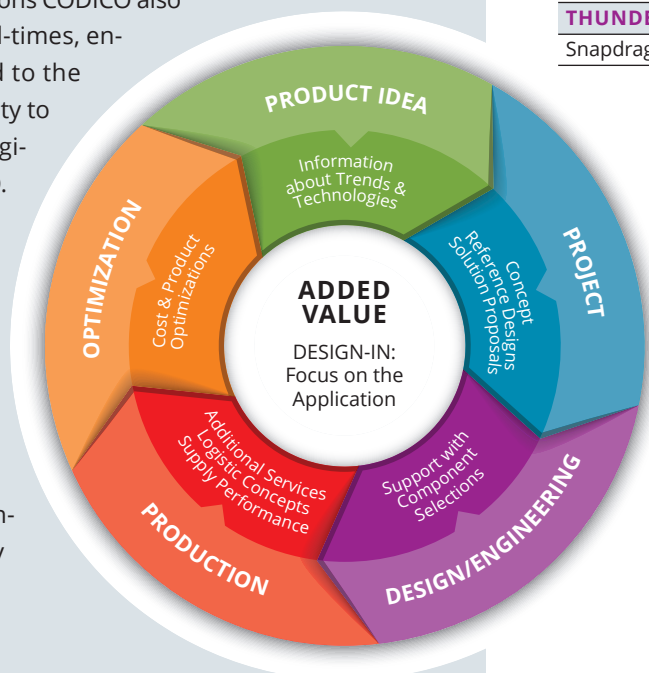 ons CODICO also
d-times, en-
d to the
ty to
gi-
THUNDE
Snapdrag
PRODUCT IDEA
Information
about Trends &
Technologies
PROJECT
Concept
Reference Designs
Solution Proposals
DESIGN/ENGINEERING
Support with
Component
Selections
PRODUCTION
Additional Services
Logistic Concepts
Supply Performance
OPTIMIZATION
Cost & Product
Optimizations
ADDED
VALUE
DESIGN-IN:
Focus on the
Application
n-